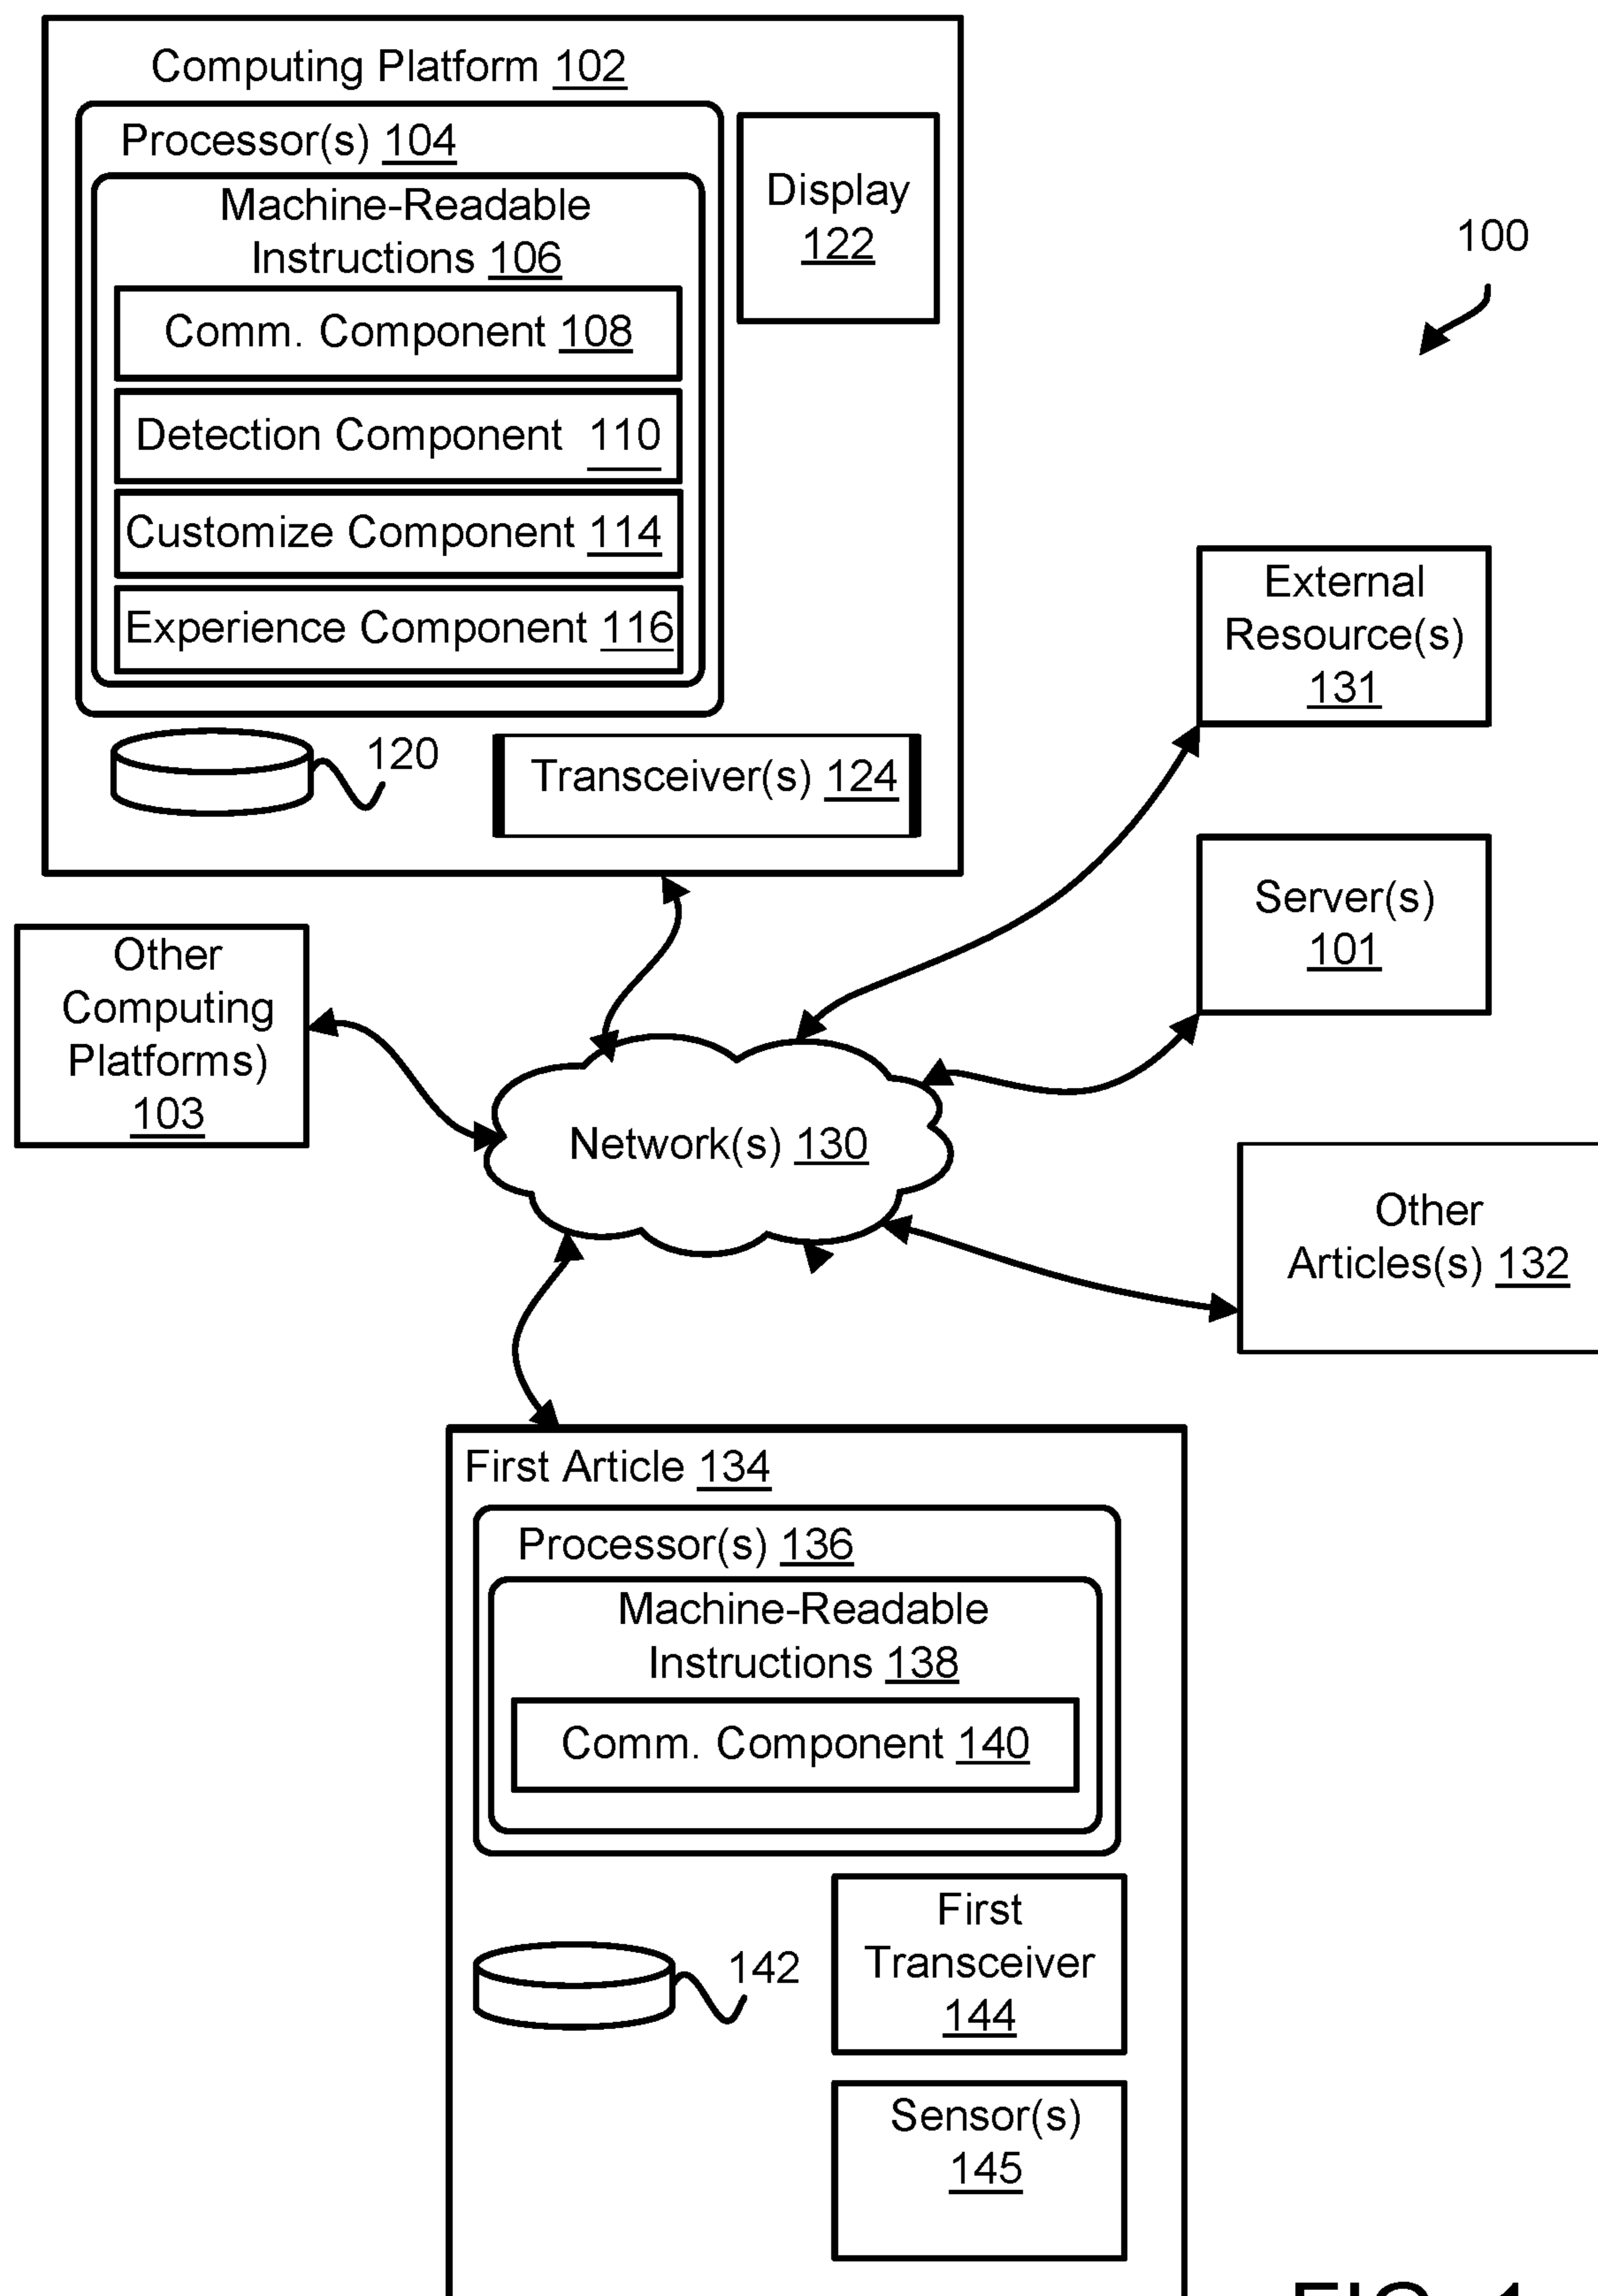 Computing Platform 102
Processor(s) 104
Machine-Readable
Instructions 106
Comm. Component 108
Detection Component 110
Customize Component 114
Experience Component 116
Display
122
120
Transceiver(s) 124
100
External
Resource(s)
131
Server(s)
101
Other
Computing
Platforms)
103
Network(s) 130
Other
Articles(s) 132
First Article 134
Processor(s) 136
Machine-Readable
Instructions 138
Comm. Component 140
142
First
Transceiver
144
Sensor(s)
145
FIG. 1